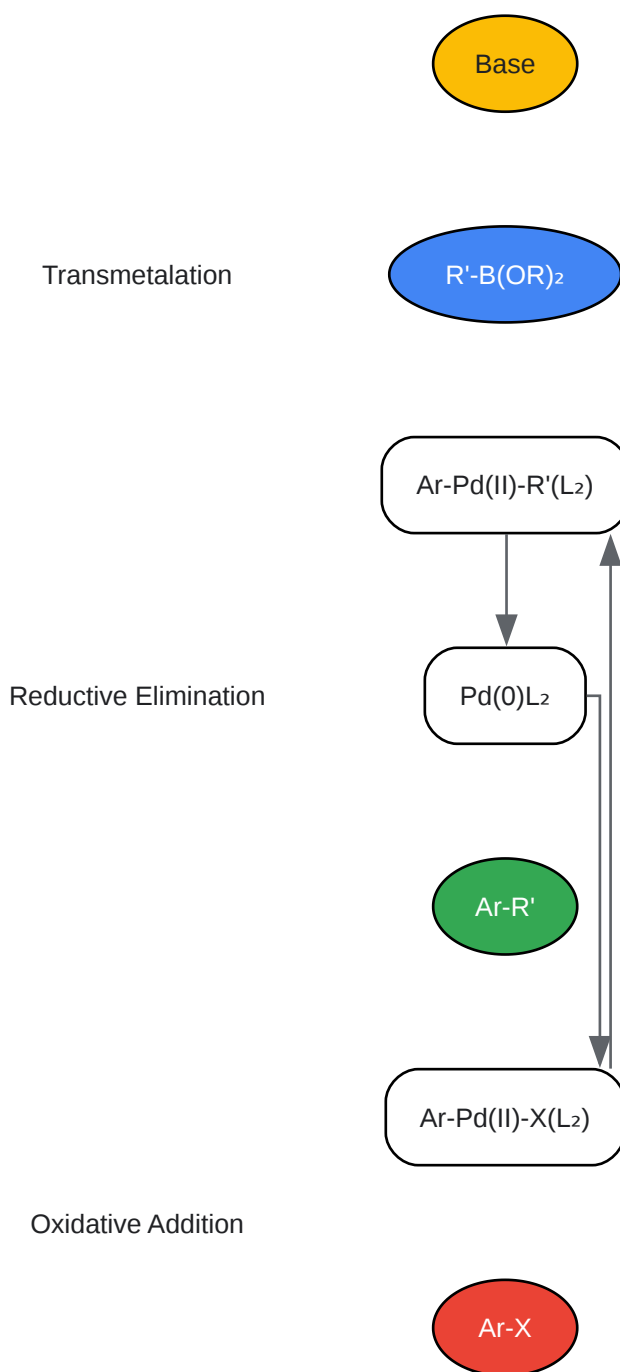 Base
Transmetalation
R'-B(OR)₂
Ar-Pd(II)-R'(L₂)
Reductive Elimination
Pd(0)L₂
Ar-R'
Ar-Pd(II)-X(L₂)
Oxidative Addition
Ar-X